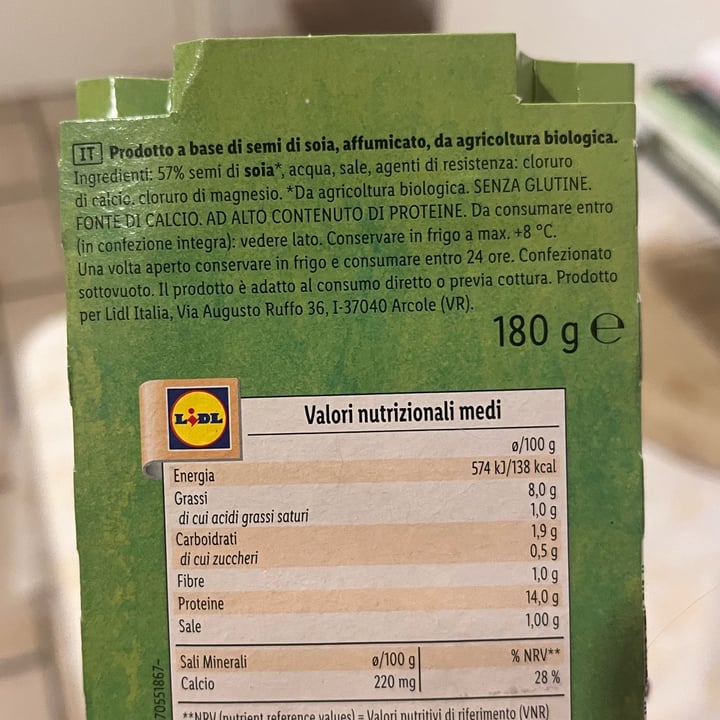 IT Prodotto a base di semi di soia, affumicato, da agricoltura biologica.
Ingredienti: 57% semi di soia*, acqua, sale, agenti di resistenza: cloruro
di calcio, cloruro di magnesio. *Da agricoltura biologica. SENZA GLUTINE.
FONTE DI CALCIO. AD ALTO CONTENUTO DI PROTEINE. Da consumare entro
(in confezione integra): vedere lato. Conservare in frigo a max. +8 °C.
Una volta aperto conservare in frigo e consumare entro 24 ore. Confezionato
sottovuoto. Il prodotto è adatto al consumo diretto o previa cottura. Prodotto
per Lidl Italia, Via Augusto Ruffo 36, I-37040 Arcole (VR).
180 g ℮
LIDL
Valori nutrizionali medi
ø/100 g
Energia 574 kJ/138 kcal
Grassi 8,0 g
di cui acidi grassi saturi 1,0 g
Carboidrati 1,9 g
di cui zuccheri 0,5 g
Fibre 1,0 g
Proteine 14,0 g
Sale 1,00 g
Sali Minerali ø/100 g % NRV**
Calcio 220 mg 28 %
**NRV (nutrient reference values) = Valori nutritivi di riferimento (VNR)
70551867-